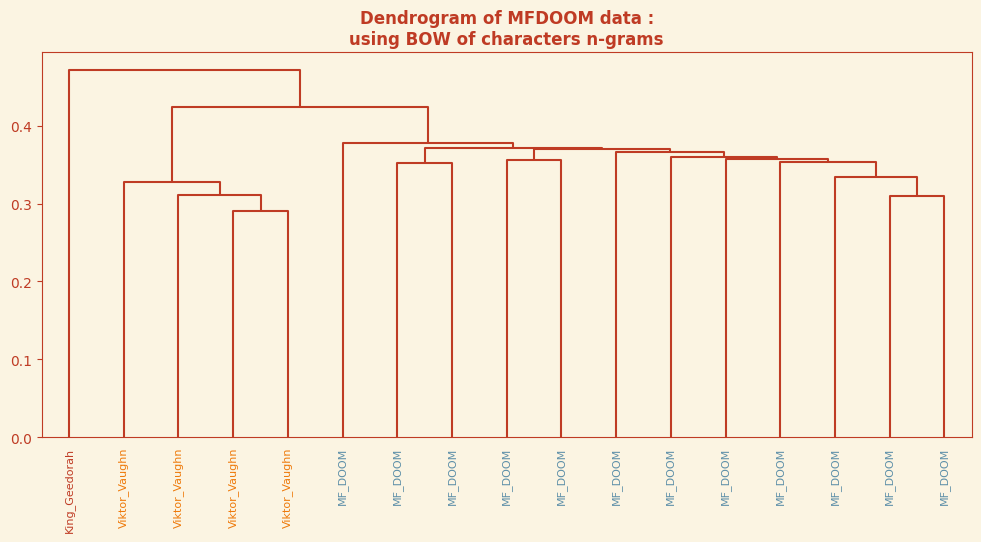 Dendrogram of MFDOOM data :
using BOW of characters n-grams
0.4
0.3
0.2
0.1
0.0
King_Geedorah
Viktor_Vaughn
Viktor_Vaughn
Viktor_Vaughn
Viktor_Vaughn
MF_DOOM
MF_DOOM
MF_DOOM
MF_DOOM
MF_DOOM
MF_DOOM
MF_DOOM
MF_DOOM
MF_DOOM
MF_DOOM
MF_DOOM
MF_DOOM